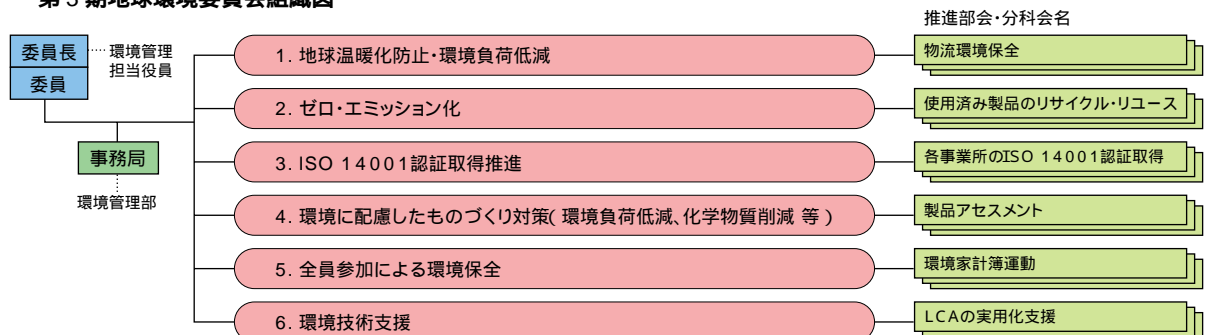 第3期地球環境委員会組織図
推進部会・分科会名
委員長
環境管理
担当役員
委員
事務局
環境管理部
1. 地球温暖化防止・環境負荷低減
物流環境保全
2. ゼロ・エミッション化
使用済み製品のリサイクル・リユース
3. ISO 14001認証取得推進
各事業所のISO 14001認証取得
4. 環境に配慮したものづくり対策(環境負荷低減、化学物質削減 等)
製品アセスメント
5. 全員参加による環境保全
環境家計簿運動
6. 環境技術支援
LCAの実用化支援